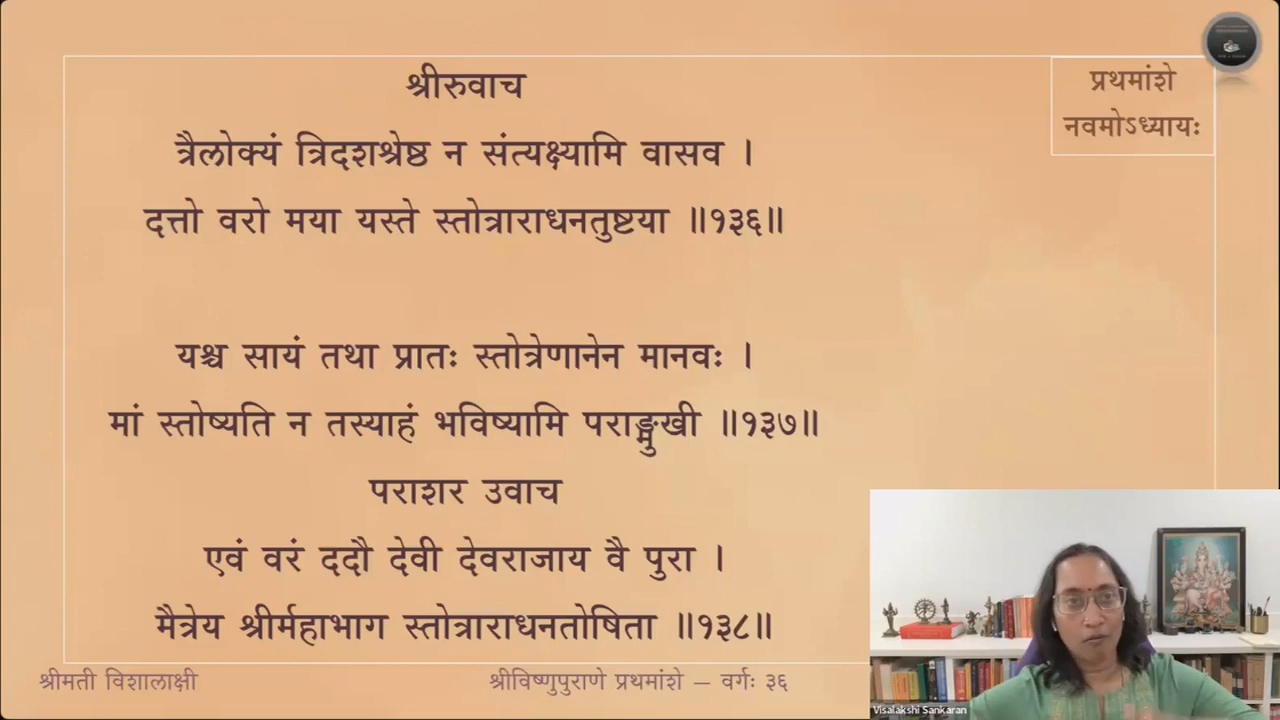 श्रीरुवाच
त्रैलोक्यं त्रिदशश्रेष्ठ न संत्यक्ष्यामि वासव ।
दत्तो वरो मया यस्ते स्तोत्राराधनतुष्टया ॥१३६॥
यश्च सायं तथा प्रातः स्तोत्रेणानेन मानवः ।
मां स्तोष्यति न तस्याहं भविष्यामि पराङ्मुखी ॥१३७॥
पराशर उवाच
एवं वरं ददौ देवी देवराजाय वै पुरा ।
मैत्रेय श्रीर्महाभाग स्तोत्राराधनतोषिता ॥१३८॥
प्रथमांशे
नवमोऽध्यायः
श्रीमती विशालाक्षी
श्रीविष्णुपुराणे प्रथमांशे – वर्गः ३६
Visalakshi Sankaran